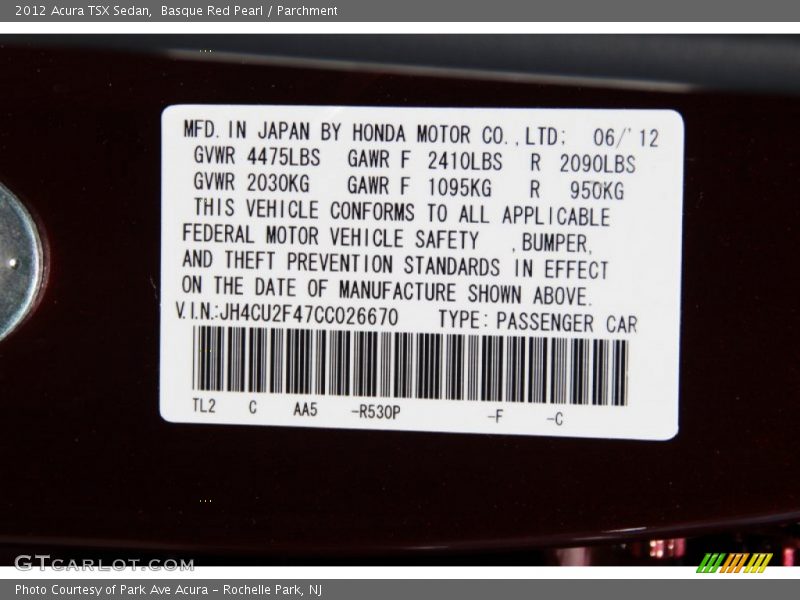 2012 Acura TSX Sedan,  Basque Red Pearl / Parchment
MFD. IN JAPAN BY HONDA MOTOR CO.,LTD; 06/'12
GVWR 4475LBS GAWR F 2410LBS R 2090LBS
GVWR 2030KG GAWR F 1095KG R 950KG
THIS VEHICLE CONFORMS TO ALL APPLICABLE
FEDERAL MOTOR VEHICLE SAFETY ,BUMPER,
AND THEFT PREVENTION STANDARDS IN EFFECT
ON THE DATE OF MANUFACTURE SHOWN ABOVE.
V.I.N.:JH4CU2F47CC026670 TYPE: PASSENGER CAR
TL2 C AA5 -R530P -F -C
GTCARLOT.COM
Photo Courtesy of Park Ave Acura - Rochelle Park, NJ